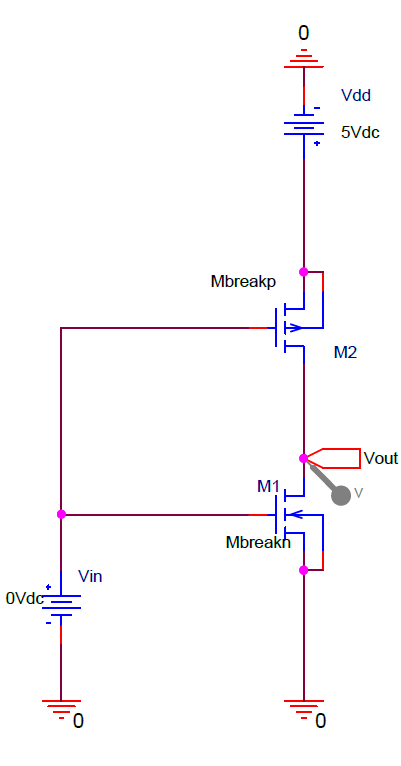 0
Vdd
-
5Vdc
+
Mbreakp
M2
Vout
M1
V
Mbreakn
Vin
+
0Vdc
-
0
0